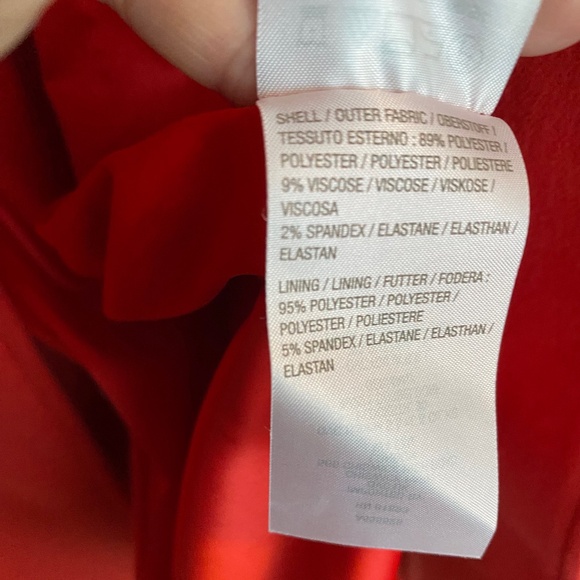 SHELL / OUTER FABRIC / OBERSTOFF /
TESSUTO ESTERNO : 89% POLYESTER /
POLYESTER / POLYESTER / POLIESTERE
9% VISCOSE / VISCOSE / VISKOSE /
VISCOSA
2% SPANDEX / ELASTANE / ELASTHAN /
ELASTAN
LINING / LINING / FUTTER / FODERA :
95% POLYESTER / POLYESTER /
POLYESTER / POLIESTERE
5% SPANDEX / ELASTANE / ELASTHAN /
ELASTAN